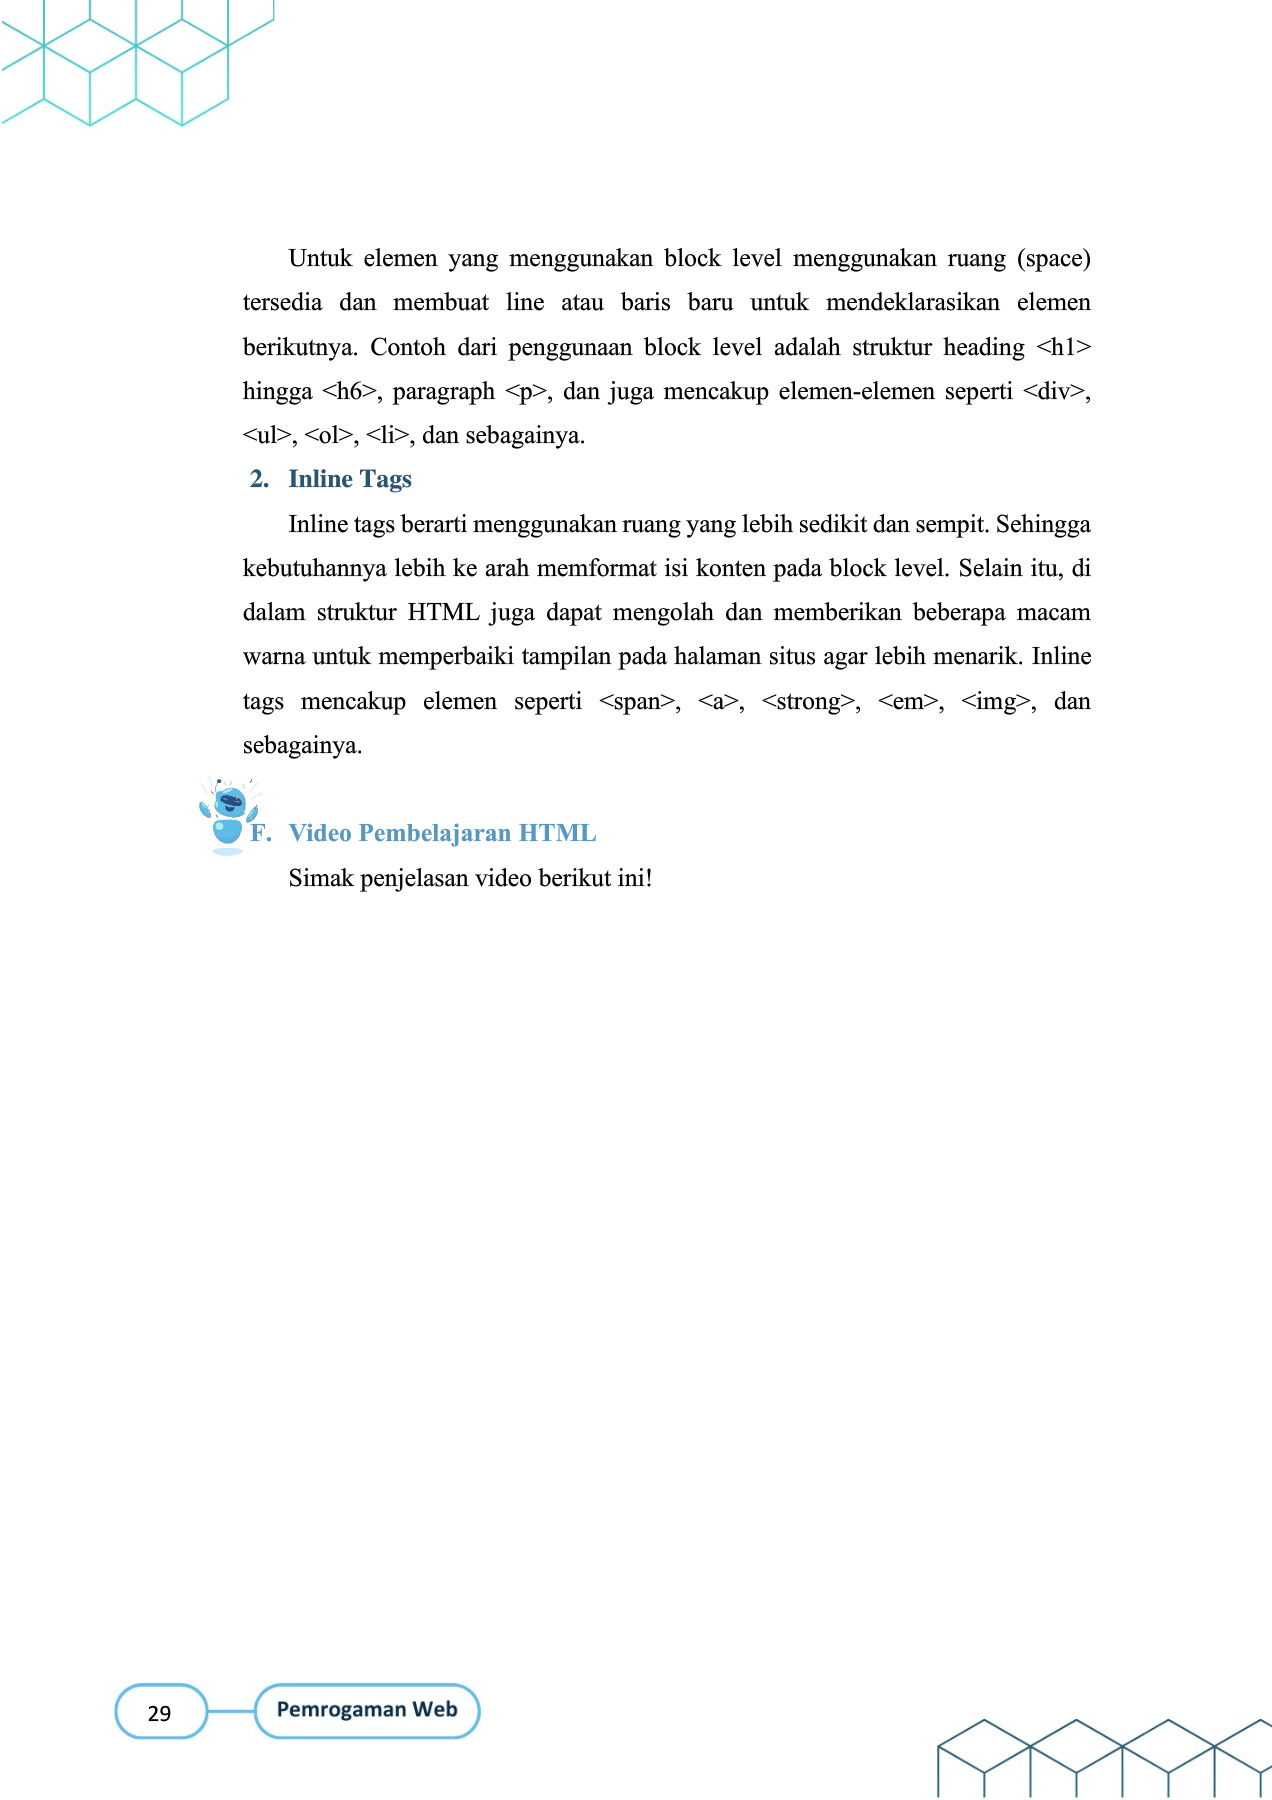 Untuk elemen yang menggunakan block level menggunakan ruang (space)
tersedia dan membuat line atau baris baru untuk mendeklarasikan elemen
berikutnya. Contoh dari penggunaan block level adalah struktur heading <h1>
hingga <h6>, paragraph <p>, dan juga mencakup elemen-elemen seperti <div>,
<ul>, <ol>, <li>, dan sebagainya.
2. Inline Tags
Inline tags berarti menggunakan ruang yang lebih sedikit dan sempit. Sehingga
kebutuhannya lebih ke arah memformat isi konten pada block level. Selain itu, di
dalam struktur HTML juga dapat mengolah dan memberikan beberapa macam
warna untuk memperbaiki tampilan pada halaman situs agar lebih menarik. Inline
tags mencakup elemen seperti <span>, <a>, <strong>, <em>, <img>, dan
sebagainya.
F. Video Pembelajaran HTML
Simak penjelasan video berikut ini!
29 Pemrogaman Web